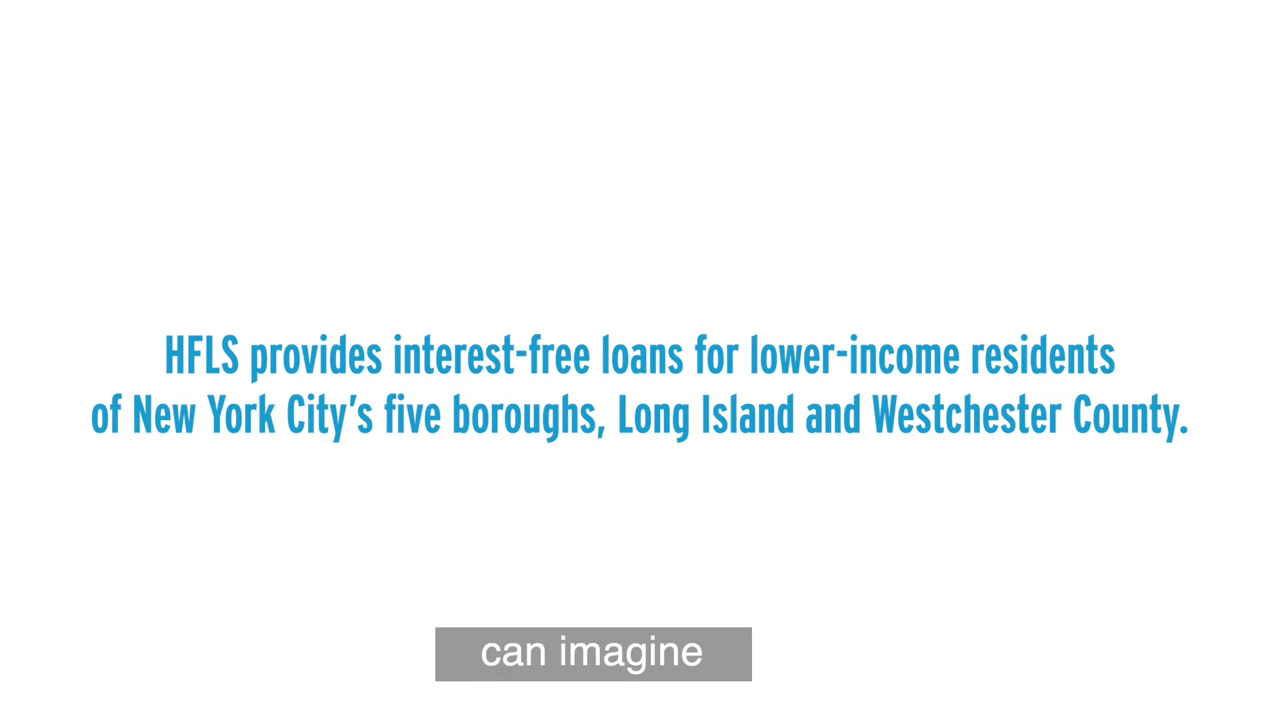 HFLS provides interest-free loans for lower-income residents
of New York City’s five boroughs, Long Island and Westchester County.
can imagine